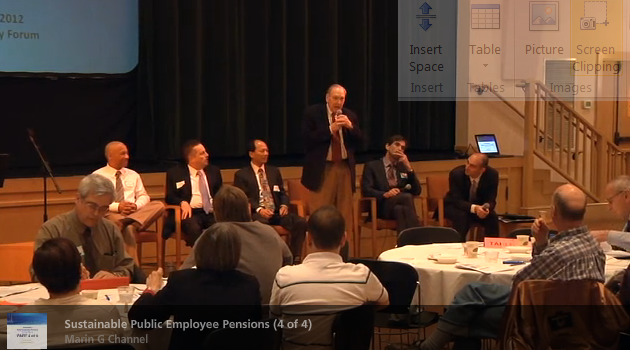 2012
y Forum
Insert
Space
Insert
Table
Tables
Picture
Screen
Clipping
Images
TAI
Sustainable Public Employee Pensions (4 of 4)
Marin G Channel